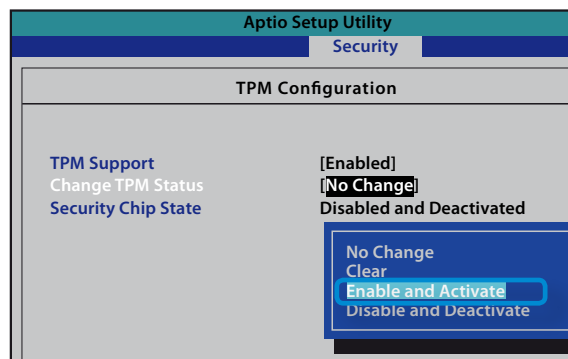 Aptio Setup Utility
Security
TPM Configuration
TPM Support [Enabled]
Change TPM Status [No Change]
Security Chip State Disabled and Deactivated
No Change
Clear
Enable and Activate
Disable and Deactivate